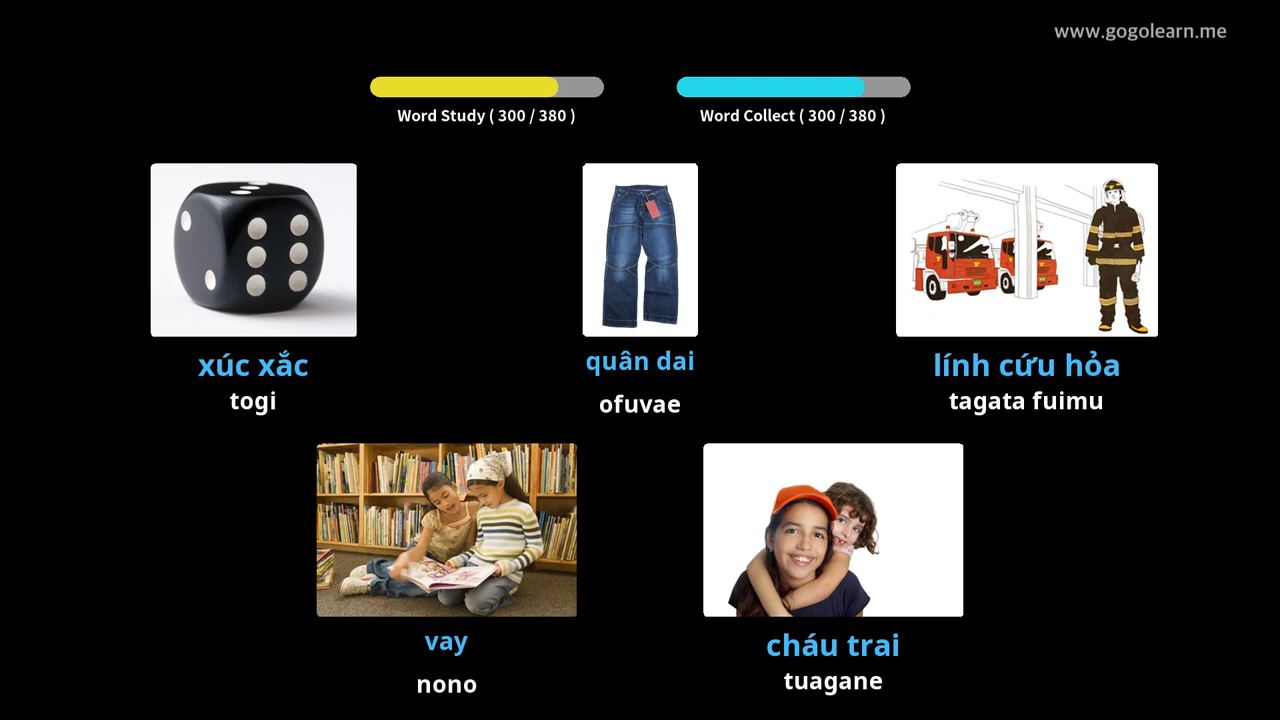 www.gogolearn.me
Word Study ( 300 / 380 )
Word Collect ( 300 / 380 )
xúc xắc
togi
quân dai
ofuvae
lính cứu hỏa
tagata fuimu
vay
nono
cháu trai
tuagane